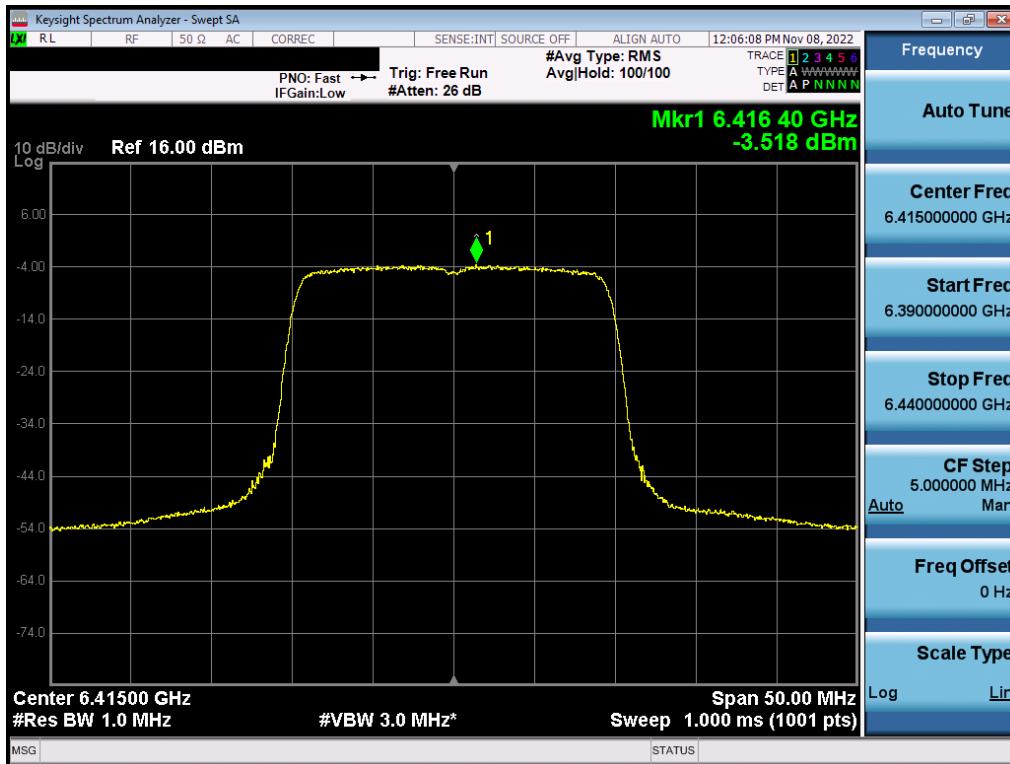 Keysight Spectrum Analyzer - Swept SA
LXI RL RF 50 Ω AC CORREC SENSE:INT SOURCE OFF ALIGN AUTO 12:06:08 PM Nov 08, 2022
PNO: Fast
IFGain:Low
Trig: Free Run
#Atten: 26 dB
#Avg Type: RMS
Avg|Hold: 100/100
TRACE 1 2 3 4 5 6
TYPE A WWWWW
DET A P N N N N
Mkr1 6.416 40 GHz
-3.518 dBm
10 dB/div Ref 16.00 dBm
Log
6.00
-4.00
-14.0
-24.0
-34.0
-44.0
-54.0
-64.0
-74.0
1
Center 6.41500 GHz Span 50.00 MHz
#Res BW 1.0 MHz #VBW 3.0 MHz* Sweep 1.000 ms (1001 pts)
MSG STATUS
Frequency
Auto Tune
Center Freq
6.415000000 GHz
Start Freq
6.390000000 GHz
Stop Freq
6.440000000 GHz
CF Step
5.000000 MHz
Auto Man
Freq Offset
0 Hz
Scale Type
Log Lin